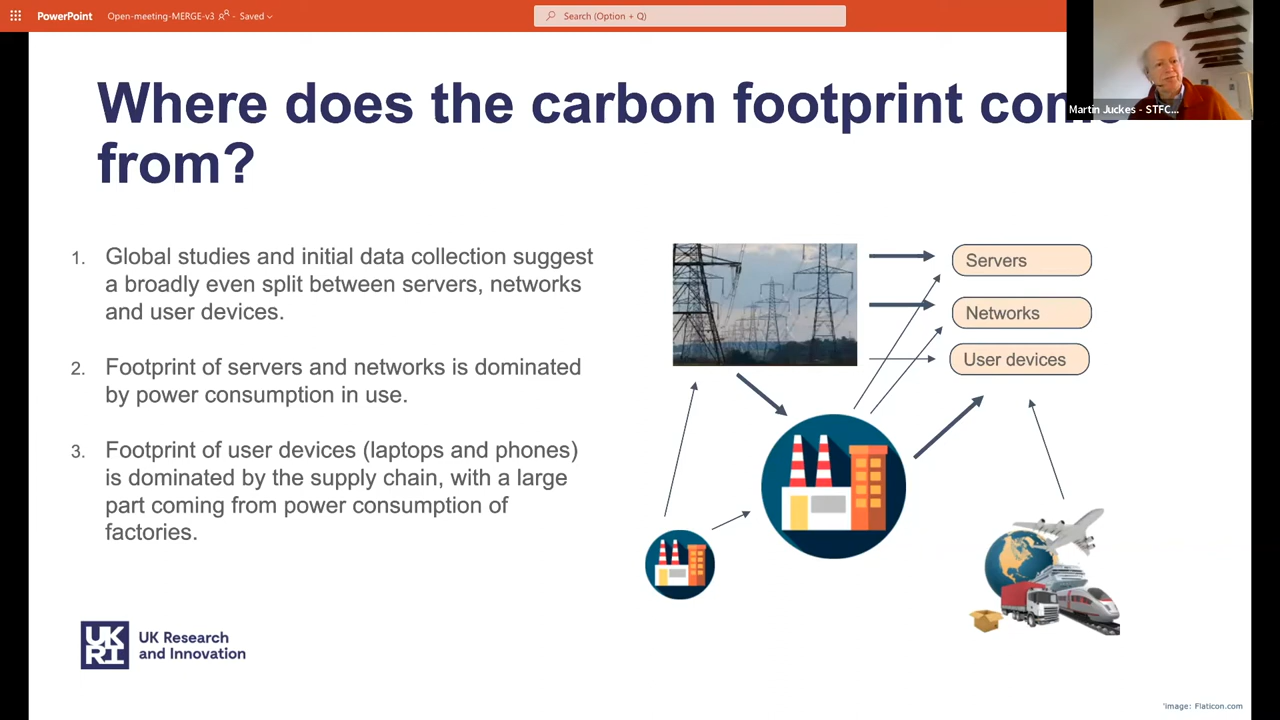 PowerPoint
Open-meeting-MERGE-v3 - Saved
Search (Option + Q)
Martin Juckes - STFC...
Where does the carbon footprint
from?
1. Global studies and initial data collection suggest
a broadly even split between servers, networks
and user devices.
2. Footprint of servers and networks is dominated
by power consumption in use.
3. Footprint of user devices (laptops and phones)
is dominated by the supply chain, with a large
part coming from power consumption of
factories.
Servers
Networks
User devices
UK
RI
UK Research
and Innovation
'image: Flaticon.com